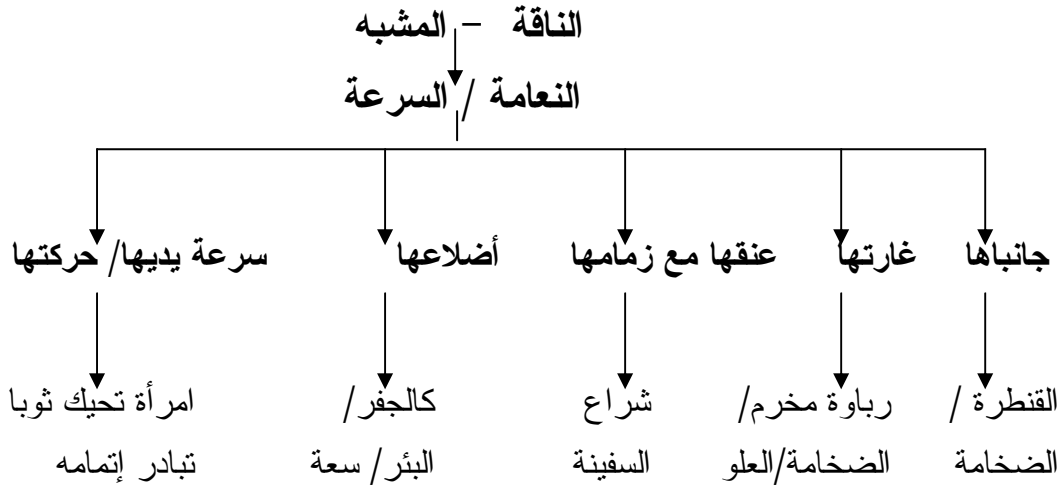 الناقة – المشبه
النعامة / السرعة
جانباها غارتها عنقها مع زمامها أضلاعها سرعة يديها/ حركتها
القنطرة / رباوة مخرم/ شراع كالجفر/ امرأة تحيك ثوبا
الضخامة الضخامة/العلو السفينة البئر/ سعة تبادر إتمامه